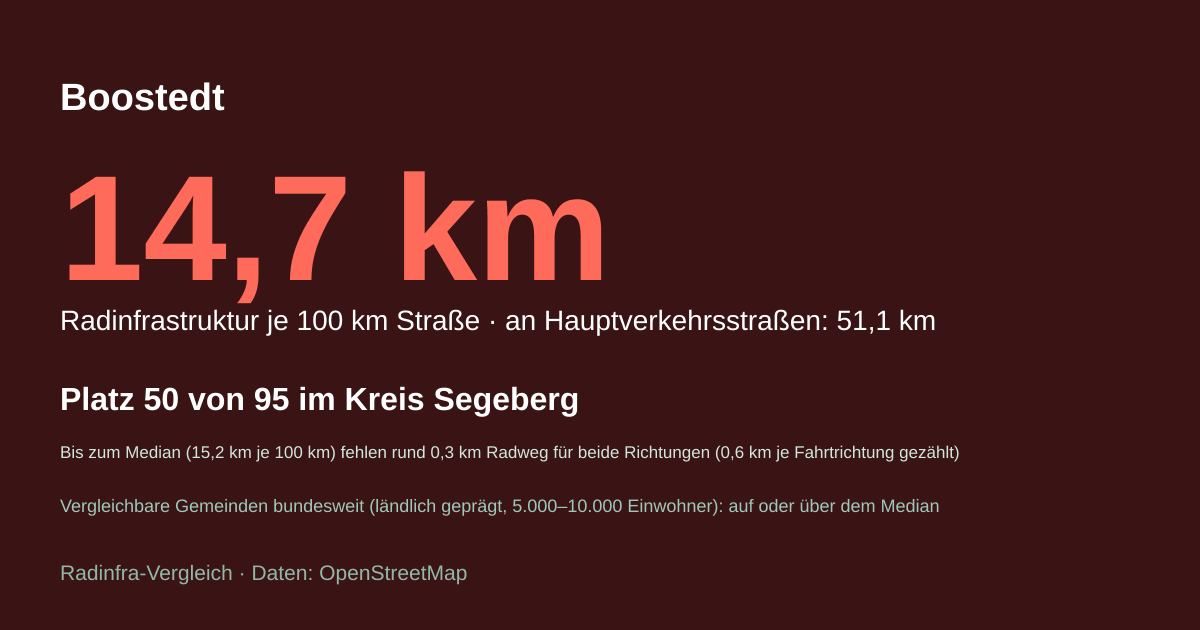 Boostedt
14,7 km
Radinfrastruktur je 100 km Straße · an Hauptverkehrsstraßen: 51,1 km
Platz 50 von 95 im Kreis Segeberg
Bis zum Median (15,2 km je 100 km) fehlen rund 0,3 km Radweg für beide Richtungen (0,6 km je Fahrtrichtung gezählt)
Vergleichbare Gemeinden bundesweit (ländlich geprägt, 5.000–10.000 Einwohner): auf oder über dem Median
Radinfra-Vergleich · Daten: OpenStreetMap